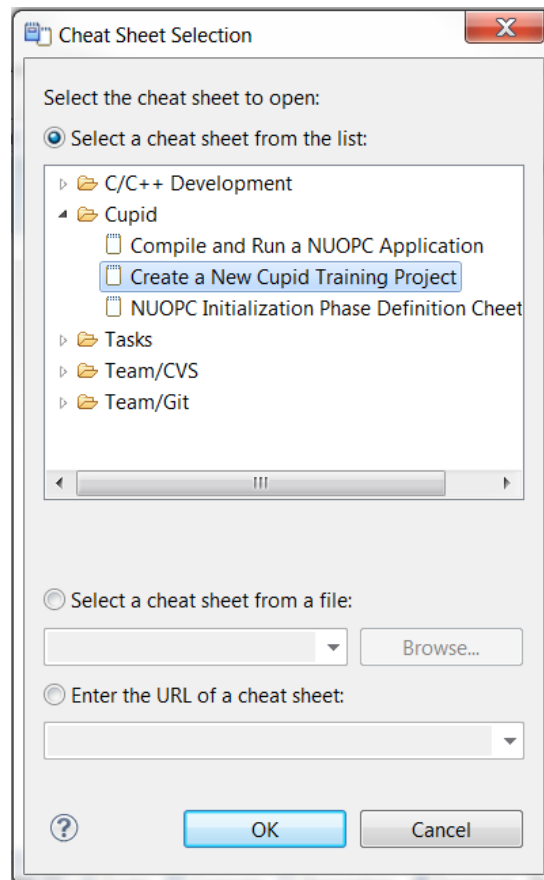 Cheat Sheet Selection
Select the cheat sheet to open:
Select a cheat sheet from the list:
C/C++ Development
Cupid
Compile and Run a NUOPC Application
Create a New Cupid Training Project
NUOPC Initialization Phase Definition Cheet
Tasks
Team/CVS
Team/Git
Select a cheat sheet from a file:
Browse...
Enter the URL of a cheat sheet:
OK Cancel